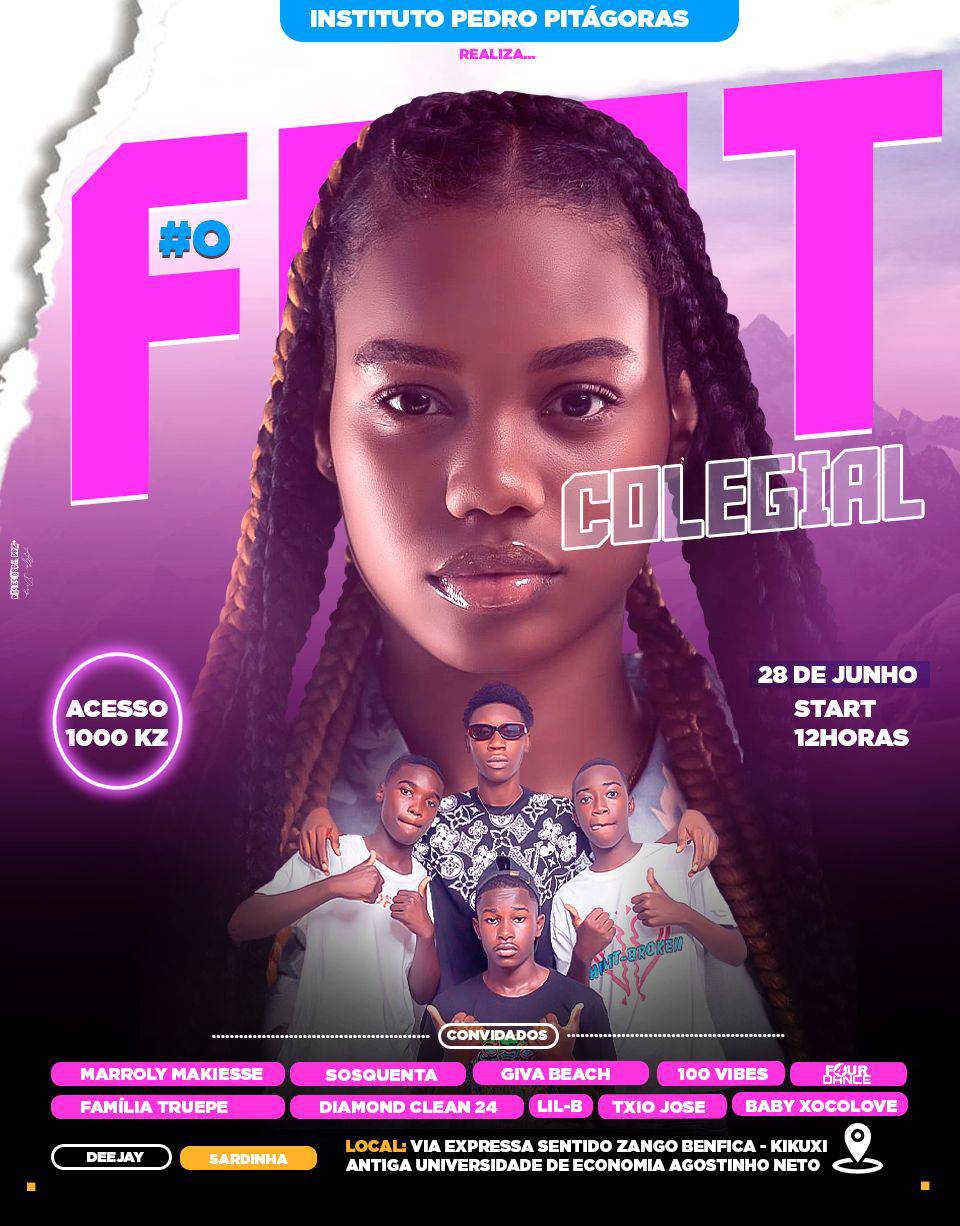 INSTITUTO PEDRO PITÁGORAS
REALIZA...
#0
COLEGIAL
ACESSO
1000 KZ
28 DE JUNHO
START
12HORAS
CONVIDADOS
MARROLY MAKIESSE SOSQUENTA GIVA BEACH 100 VIBES FOUR DANCE
FAMÍLIA TRUEPE DIAMOND CLEAN 24 LIL-B TXIO JOSE BABY XOCOLOVE
DEEJAY SARDINHA
LOCAL: VIA EXPRESSA SENTIDO ZANGO BENFICA - KIKUXI
ANTIGA UNIVERSIDADE DE ECONOMIA AGOSTINHO NETO